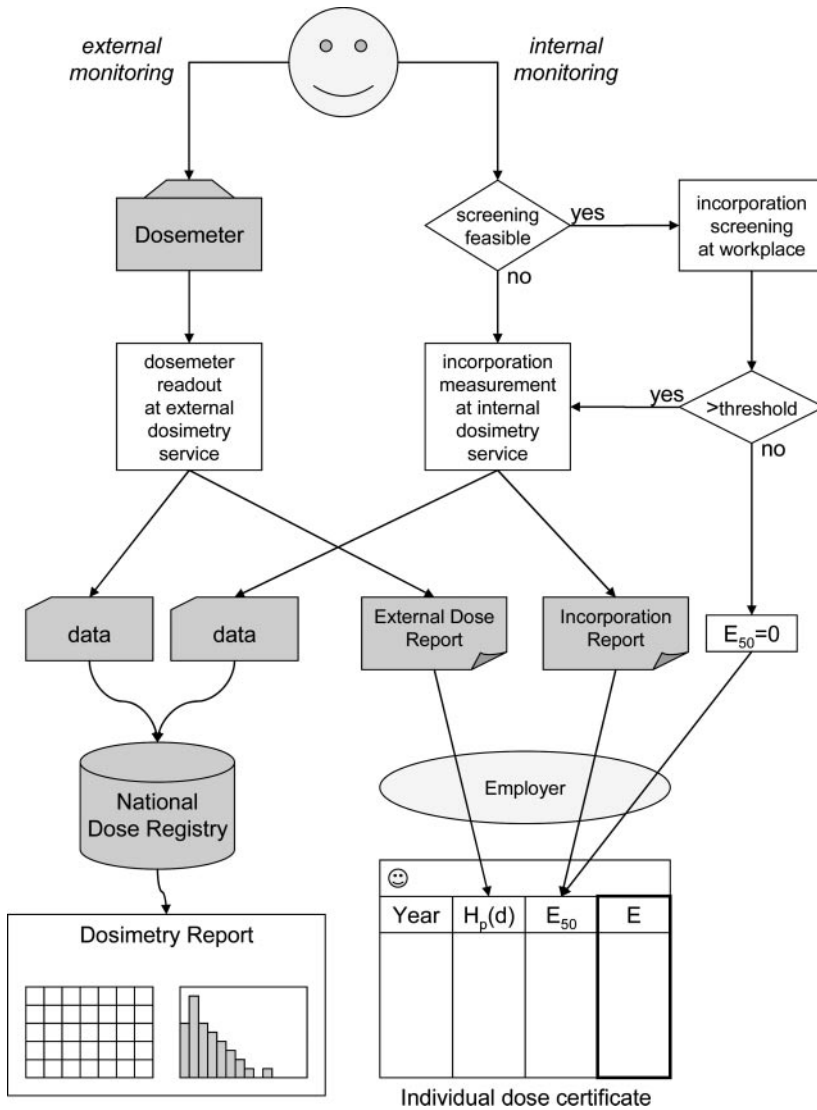 external
monitoring
internal
monitoring
Dosemeter
screening
feasible
yes
no
incorporation
screening
at workplace
dosemeter
readout
at external
dosimetry
service
incorporation
measurement
at internal
dosimetry
service
yes
>threshold
no
data
data
External Dose
Report
Incorporation
Report
E50=0
National
Dose Registry
Employer
Year
Hp(d)
E50
E
Dosimetry Report
Individual dose certificate